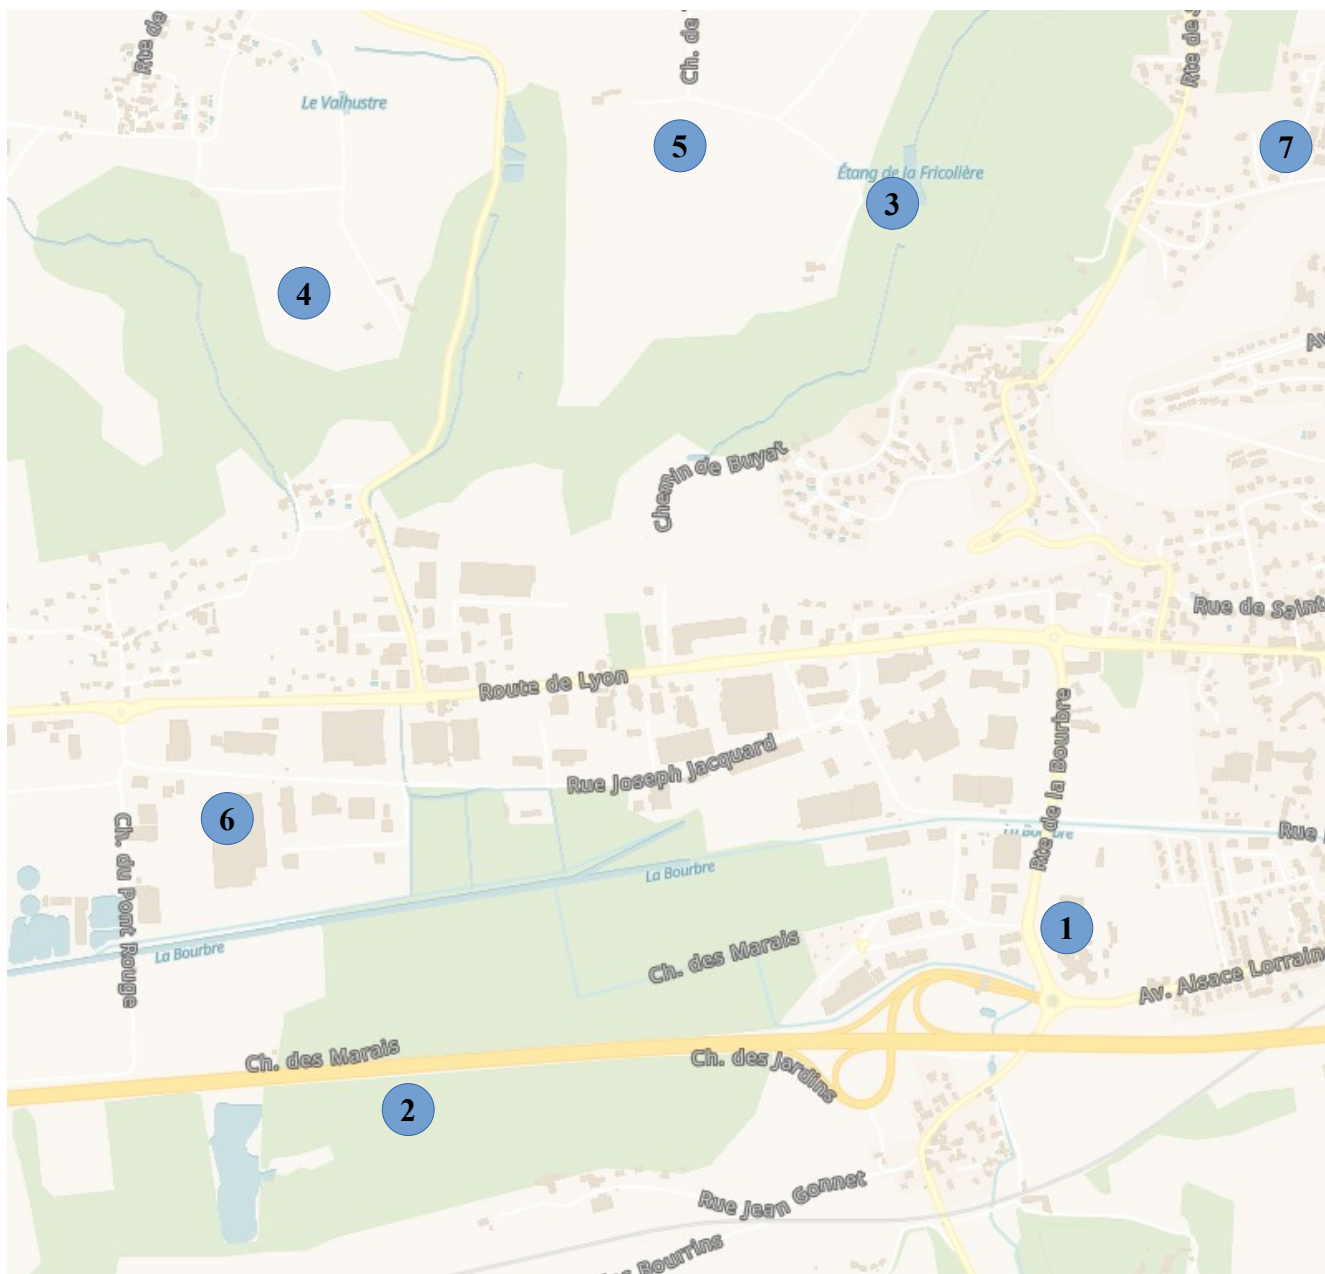 Rte de
Ch. de
Rte de
Le Valhustre
5
7
Étang de la Fricolière
3
4
Chemin de Buyat
Rue de Saint
Route de Lyon
Rte de la Bourbre
Rue Joseph Jacquard
6
Ch. du Pont Rouge
La Bourbre
Rue
La Bourbre
1
La Bourbre
Ch. des Marais
Av. Alsace Lorraine
Ch. des Marais
Ch. des Jardins
2
Rue Jean Gonnet
des Bourrins